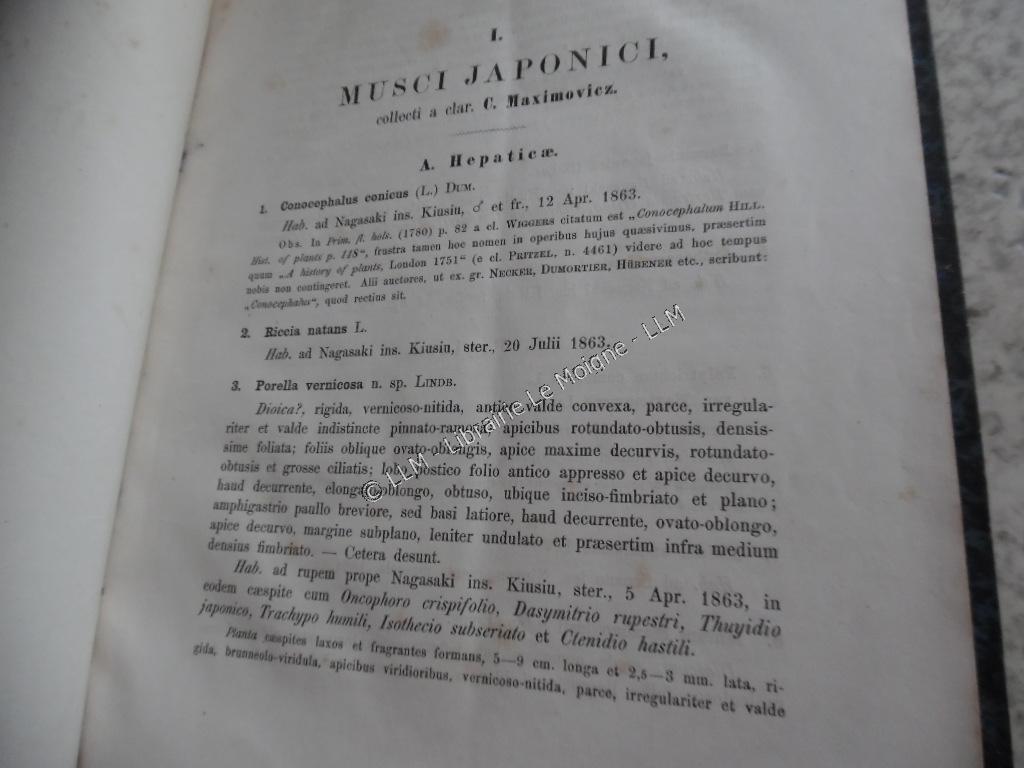 I.
MUSCI JAPONICI,
collecti a clar. C. Maximovicz.
A. Hepaticæ.
1. Conocephalus conicus (L.) DUM.
Hab. ad Nagasaki ins. Kiusiu, ♂ et fr., 12 Apr. 1863.
Obs. In Prim. fl. hols. (1780) p. 82 a cl. WIGGERS citatum est „Conocephalum HILL.
Hist. of plants p. 118“, frustra tamen hoc nomen in operibus hujus quæsivimus, præsertim
quum „A history of plants, London 1751“ (e cl. PRITZEL, n. 4461) videre ad hoc tempus
nobis non contingeret. Alii auctores, ut ex. gr. NECKER, DUMORTIER, HÜBENER etc., scribunt:
„Conocephalus“, quod rectius sit.
2. Riccia natans L.
Hab. ad Nagasaki ins. Kiusiu, ster., 20 Julii 1863.
3. Porella vernicosa n. sp. LINDB.
Dioica?, rigida, vernicoso-nitida, antice valde convexa, parce, irregula-
riter et valde indistincte pinnato-ramosa, apicibus rotundato-obtusis, densis-
sime foliata; foliis oblique ovato-oblongis, apice maxime decurvis, rotundato-
obtusis et grosse ciliatis; lobo postico folio antico appresso et apice decurvo,
haud decurrente, elongato-oblongo, obtuso, ubique inciso-fimbriato et plano;
amphigastrio paullo breviore, sed basi latiore, haud decurrente, ovato-oblongo,
apice decurvo, margine subplano, leniter undulato et præsertim infra medium
densius fimbriato. — Cetera desunt.
Hab. ad rupem prope Nagasaki ins. Kiusiu, ster., 5 Apr. 1863, in
eodem cæspite cum Oncophoro crispifolio, Dasymitrio rupestri, Thuyidio
japonico, Trachypo humili, Isothecio subseriato et Ctenidio hastili.
Planta cæspites laxos et fragrantes formans, 5—9 cm. longa et 2,5—3 mm. lata, ri-
gida, brunneolo-viridula, apicibus viridioribus, vernicoso-nitida, parce, irregulariter et valde
© LLM - Librairie Le Moigne - LLM